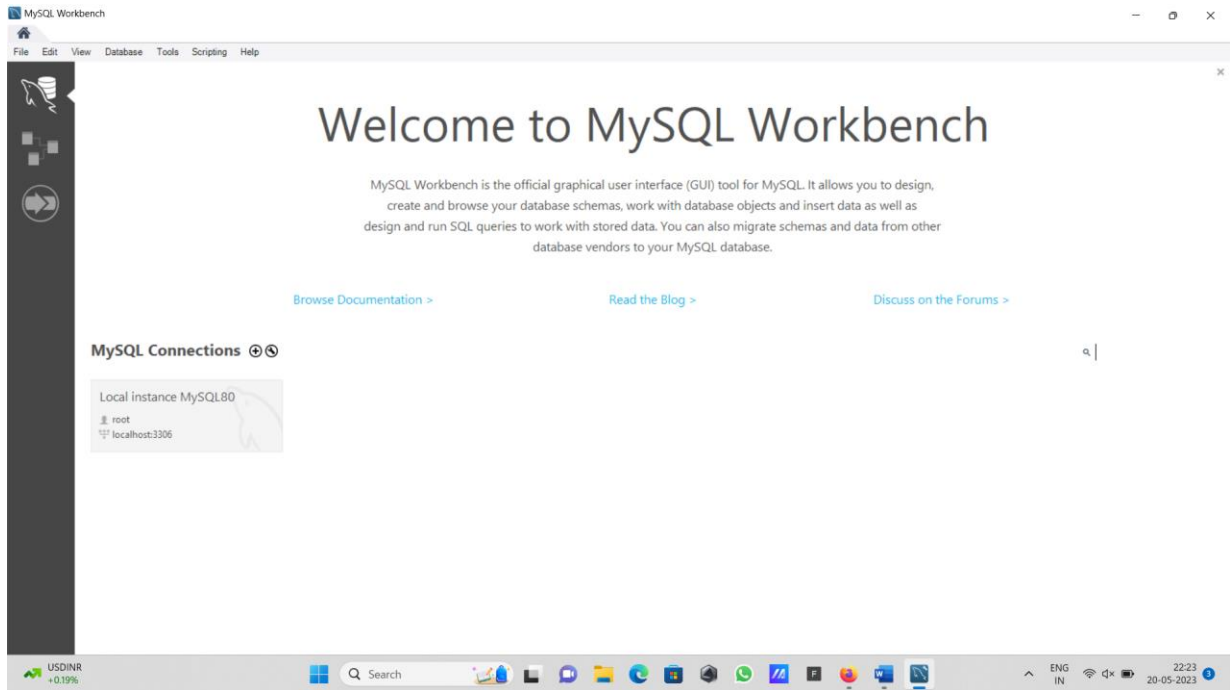 MySQL Workbench
File Edit View Database Tools Scripting Help
Welcome to MySQL Workbench
MySQL Workbench is the official graphical user interface (GUI) tool for MySQL. It allows you to design,
create and browse your database schemas, work with database objects and insert data as well as
design and run SQL queries to work with stored data. You can also migrate schemas and data from other
database vendors to your MySQL database.
Browse Documentation > Read the Blog > Discuss on the Forums >
MySQL Connections
Local instance MySQL80
root
localhost:3306
USDINR
+0.19%
Search
F
W
ENG
IN
22:23
20-05-2023
3